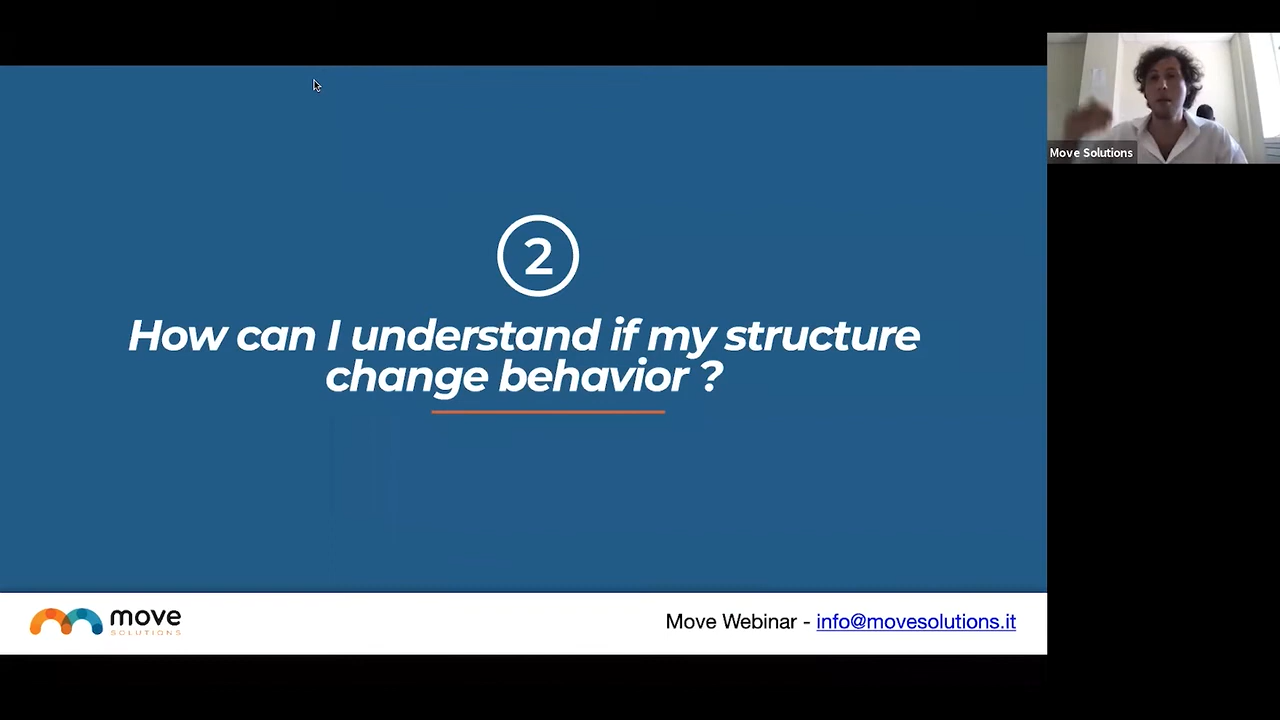 Move Solutions
2
How can I understand if my structure
change behavior ?
move
SOLUTIONS
Move Webinar - info@movesolutions.it